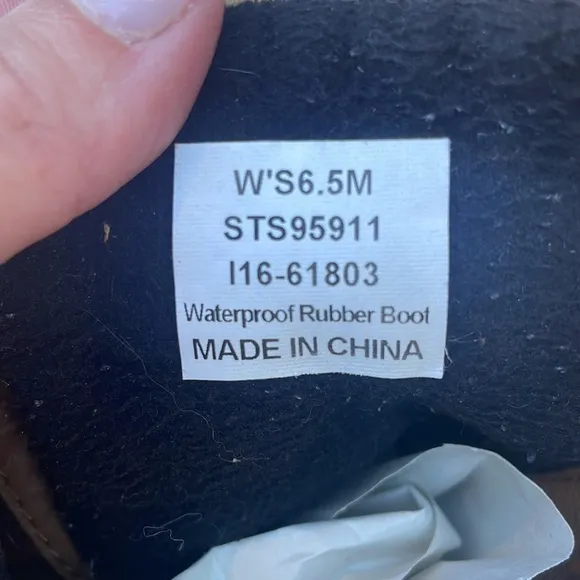 W'S6.5M
STS95911
I16-61803
Waterproof Rubber Boot
MADE IN CHINA